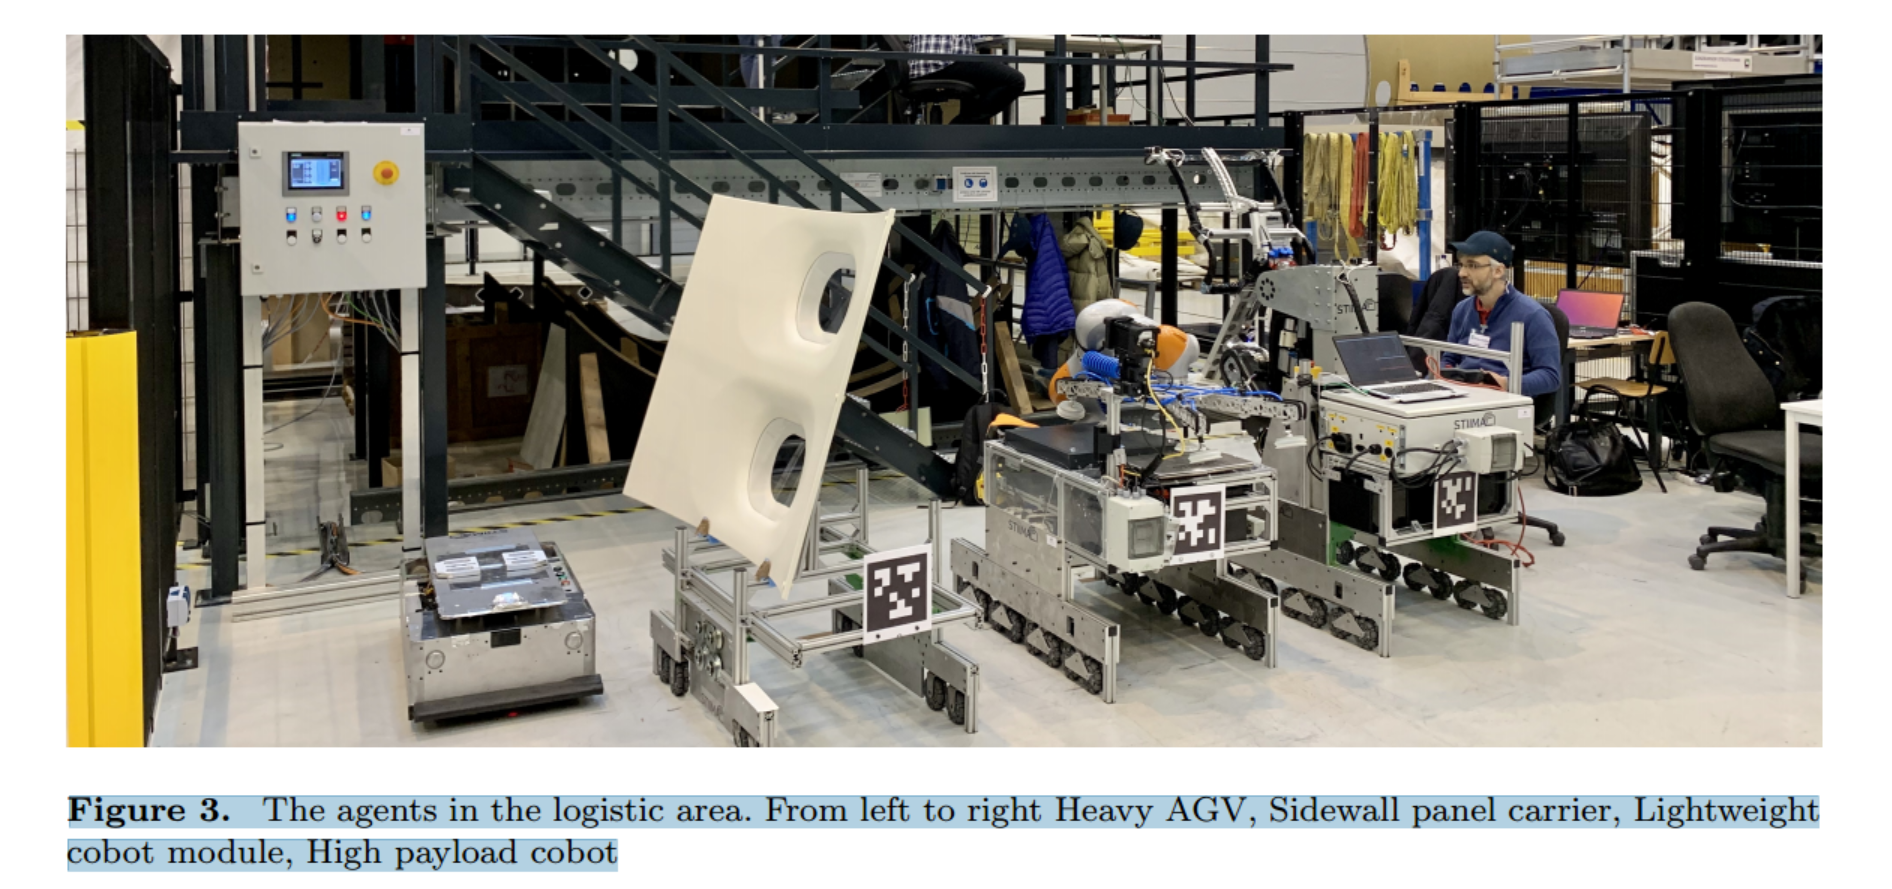 STIIMA
STIIMA
STIIMA
Figure 3. The agents in the logistic area. From left to right Heavy AGV, Sidewall panel carrier, Lightweight
cobot module, High payload cobot